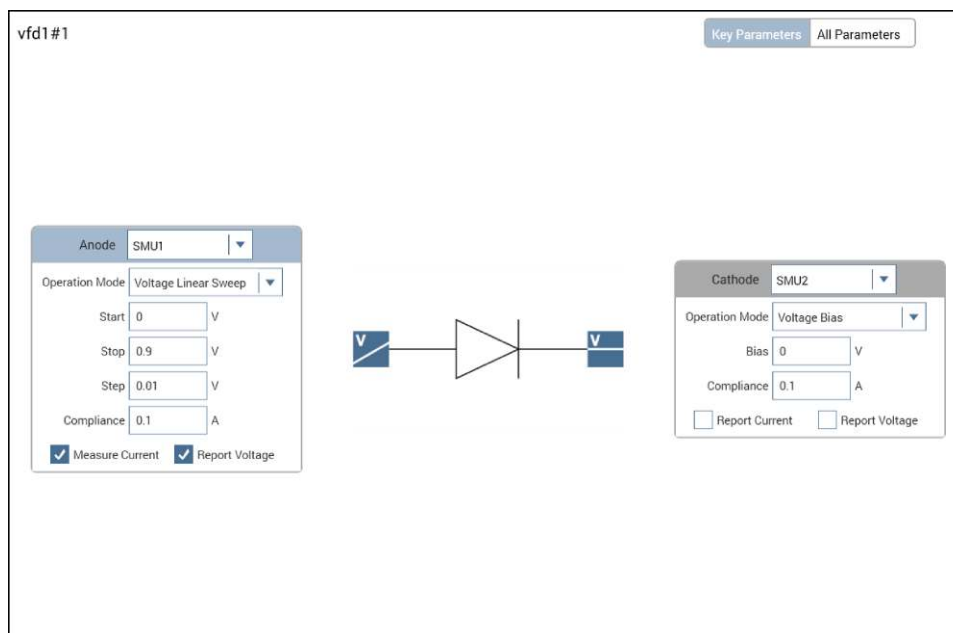 vfd1#1
Key Parameters All Parameters
Anode SMU1
Operation Mode Voltage Linear Sweep
Start 0 V
Stop 0.9 V
Step 0.01 V
Compliance 0.1 A
Measure Current Report Voltage
V
V
Cathode SMU2
Operation Mode Voltage Bias
Bias 0 V
Compliance 0.1 A
Report Current Report Voltage